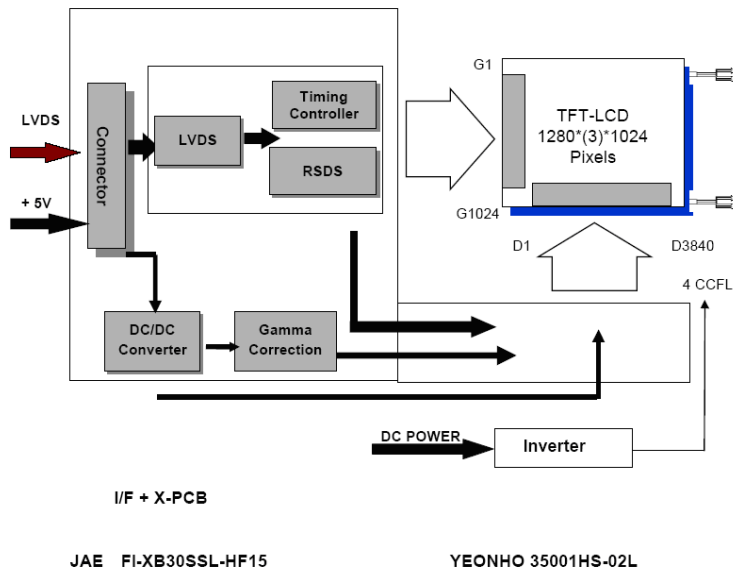 LVDS
+ 5V
Connector
LVDS
Timing
Controller
RSDS
DC/DC
Converter
Gamma
Correction
G1
TFT-LCD
1280*(3)*1024
Pixels
G1024
D1
D3840
4 CCFL
DC POWER
Inverter
I/F + X-PCB
JAE FI-XB30SSL-HF15
YEONHO 35001HS-02L